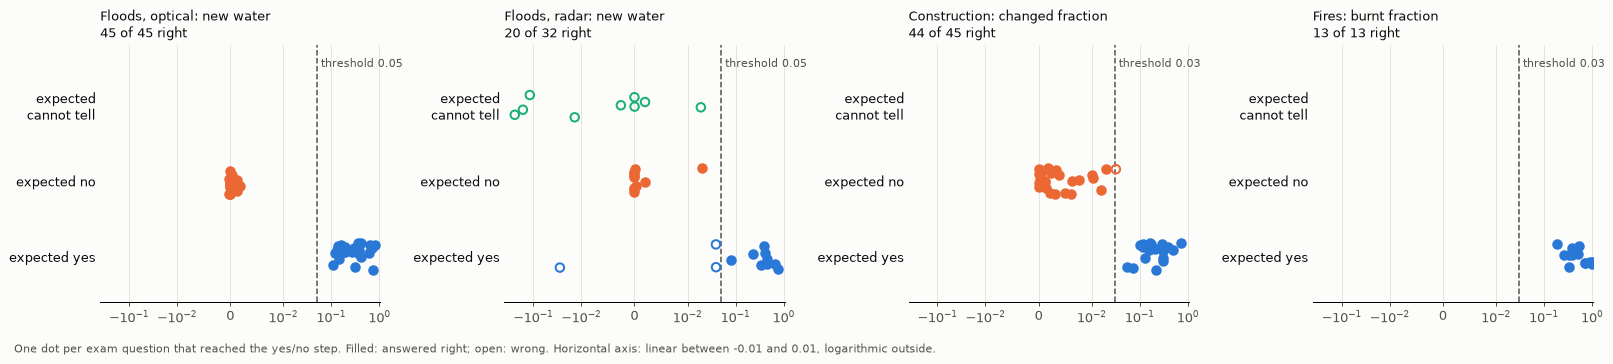 Floods, optical: new water
45 of 45 right
threshold 0.05
expected
cannot tell
expected no
expected yes
−10⁻¹ −10⁻² 0 10⁻² 10⁻¹ 10⁰
Floods, radar: new water
20 of 32 right
threshold 0.05
expected
cannot tell
expected no
expected yes
−10⁻¹ −10⁻² 0 10⁻² 10⁻¹ 10⁰
Construction: changed fraction
44 of 45 right
threshold 0.03
expected
cannot tell
expected no
expected yes
−10⁻¹ −10⁻² 0 10⁻² 10⁻¹ 10⁰
Fires: burnt fraction
13 of 13 right
threshold 0.03
expected
cannot tell
expected no
expected yes
−10⁻¹ −10⁻² 0 10⁻² 10⁻¹ 10⁰
One dot per exam question that reached the yes/no step. Filled: answered right; open: wrong. Horizontal axis: linear between -0.01 and 0.01, logarithmic outside.